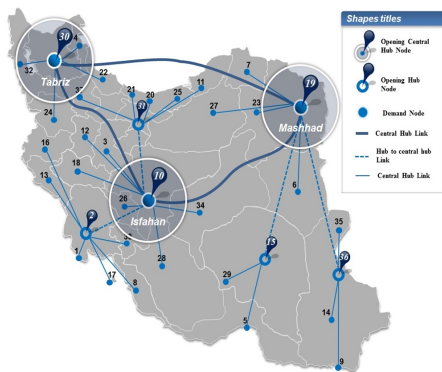 Shapes titles
Opening Central
Hub Node
Opening Hub
Node
Demand Node
Central Hub Link
Hub to central hub
Link
Central Hub Link
30
4
Tabriz
32
22
24
21
20
25
11
31
7
27
23
19
Mashhad
6
12
3
16
18
13
10
26
34
Isfahan
28
2
1
17
8
15
29
5
35
36
14
9